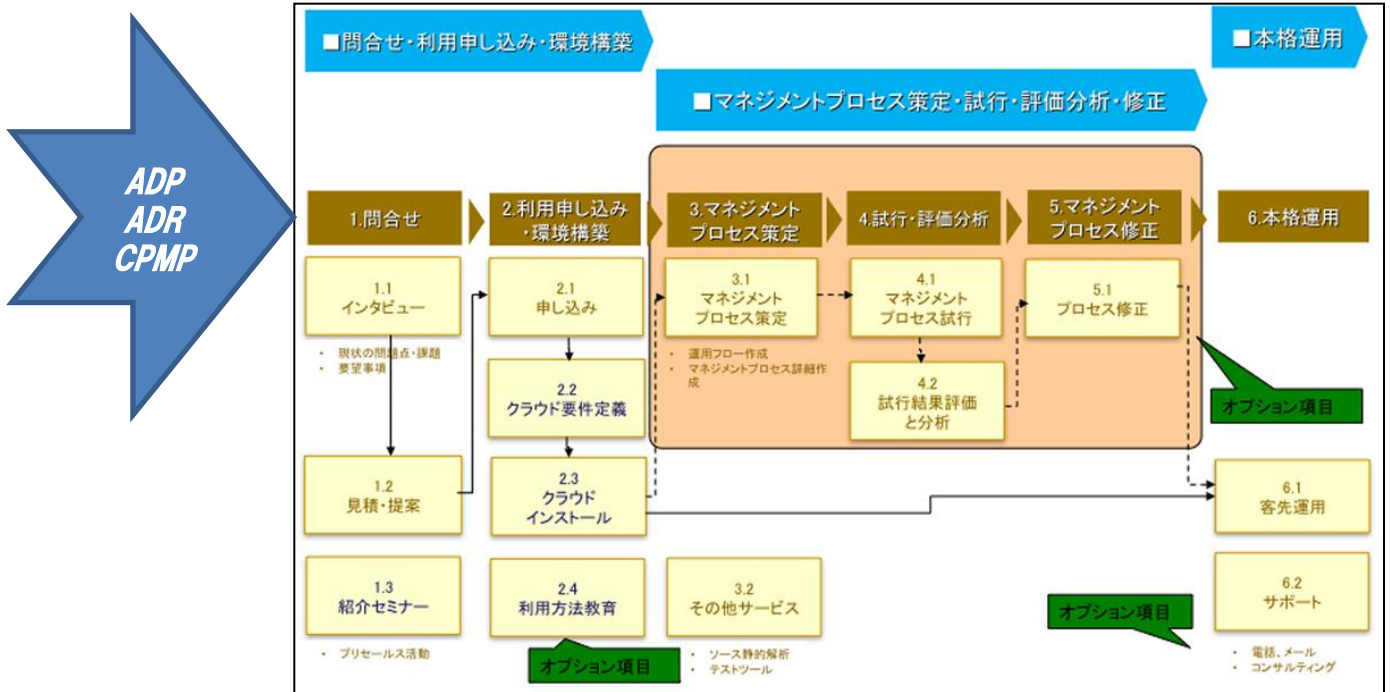 ADP
ADR
CPMP
■問合せ・利用申し込み・環境構築
■本格運用
■マネジメントプロセス策定・試行・評価分析・修正
1.問合せ
2.利用申し込み
・環境構築
3.マネジメント
プロセス策定
4.試行・評価分析
5.マネジメント
プロセス修正
6.本格運用
1.1
インタビュー
・ 現状の問題点・課題
・ 要望事項
1.2
見積・提案
1.3
紹介セミナー
・ プリセールス活動
2.1
申し込み
2.2
クラウド要件定義
2.3
クラウド
インストール
2.4
利用方法教育
オプション項目
3.1
マネジメント
プロセス策定
・ 運用フロー作成
・ マネジメントプロセス詳細作
成
3.2
その他サービス
・ ソース静的解析
・ テストツール
4.1
マネジメント
プロセス試行
4.2
試行結果評価
と分析
5.1
プロセス修正
オプション項目
6.1
客先運用
6.2
サポート
オプション項目
・ 電話、メール
・ コンサルティング